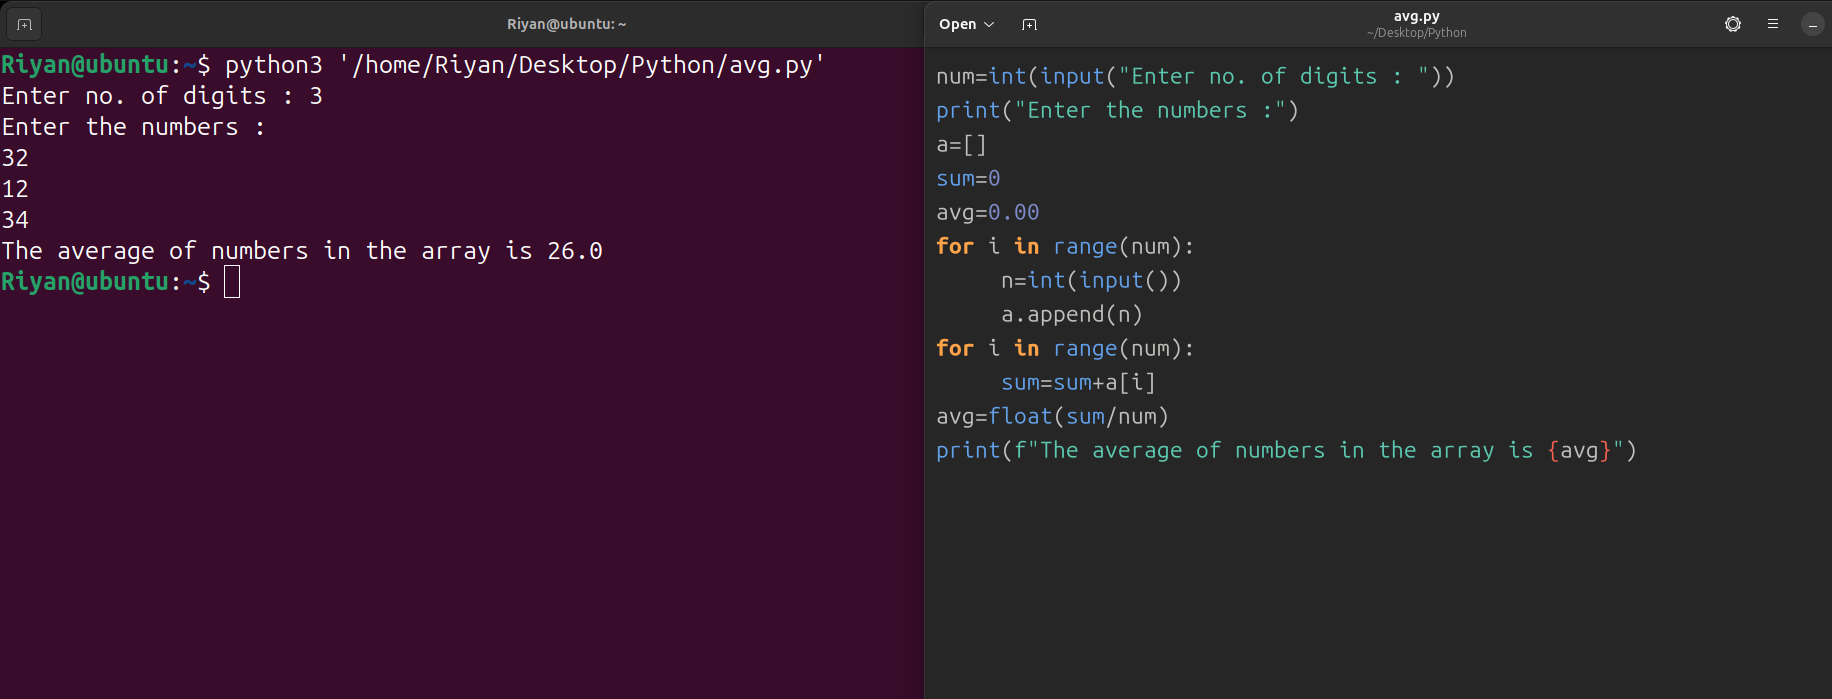 Riyan@ubuntu: ~
Riyan@ubuntu:~$ python3 '/home/Riyan/Desktop/Python/avg.py'
Enter no. of digits : 3
Enter the numbers :
32
12
34
The average of numbers in the array is 26.0
Riyan@ubuntu:~$
Open
avg.py
~/Desktop/Python
num=int(input("Enter no. of digits : "))
print("Enter the numbers :")
a=[]
sum=0
avg=0.00
for i in range(num):
     n=int(input())
     a.append(n)
for i in range(num):
     sum=sum+a[i]
avg=float(sum/num)
print(f"The average of numbers in the array is {avg}")